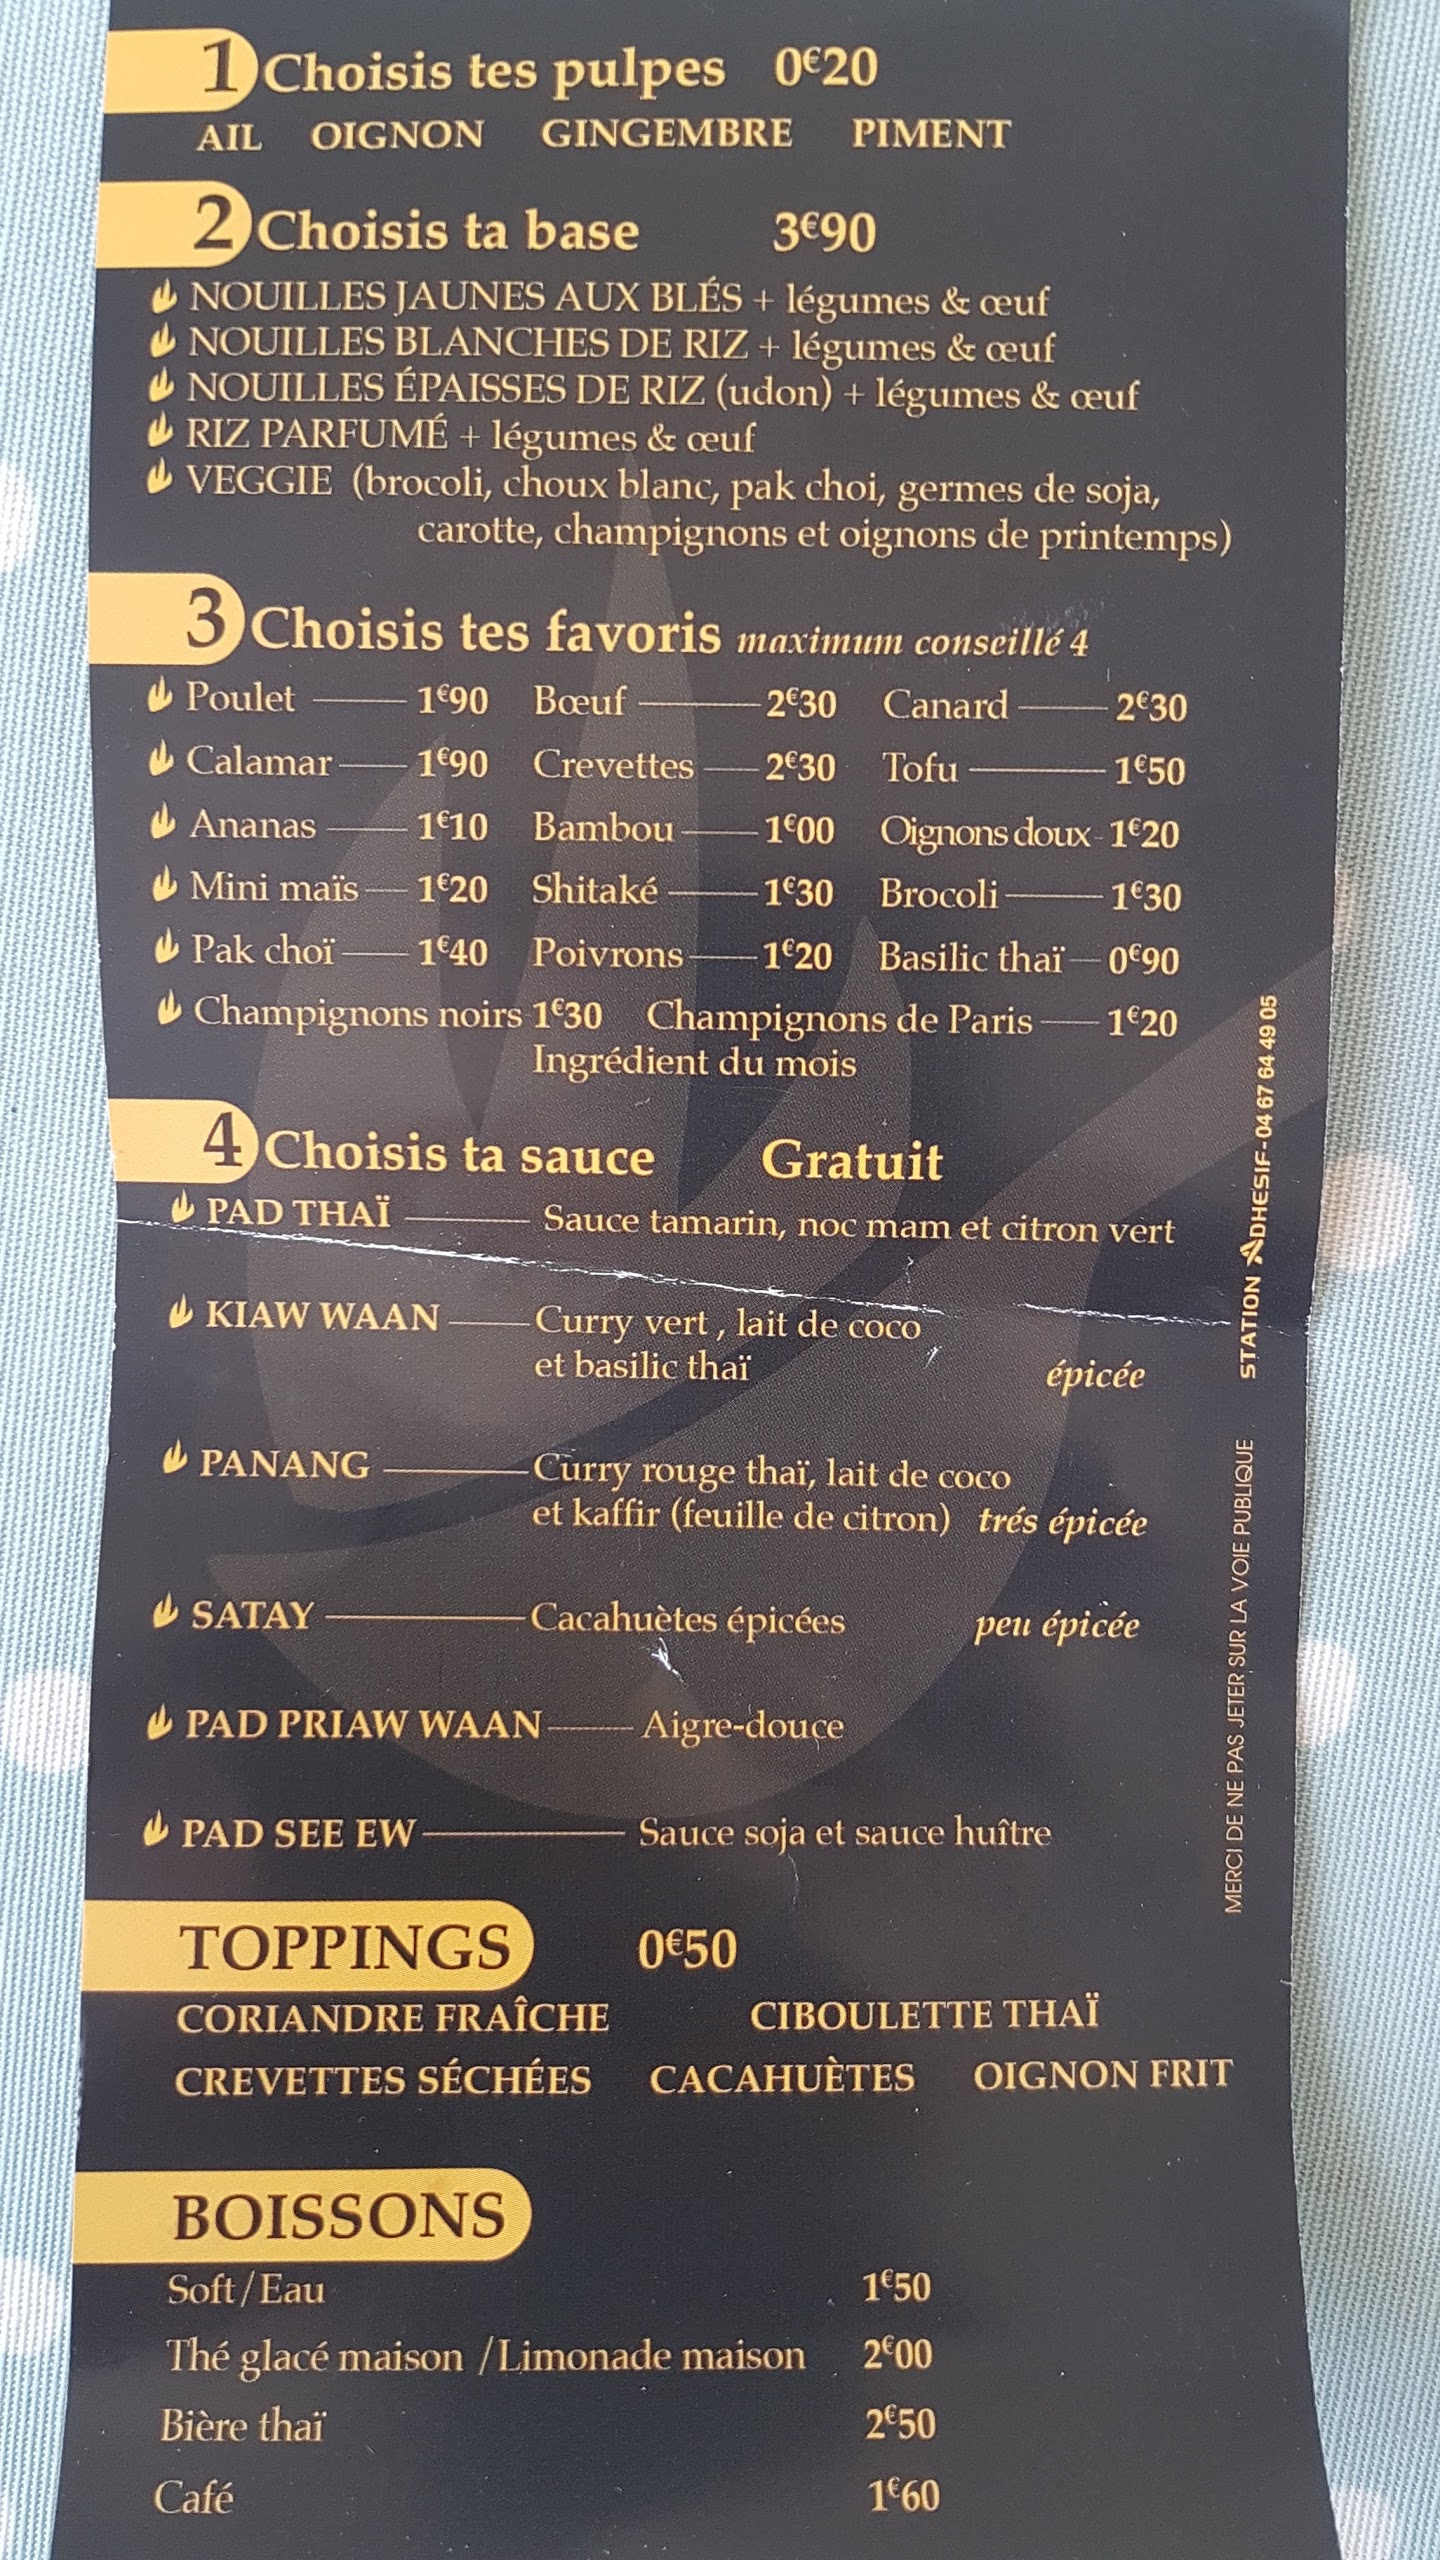 1 Choisis tes pulpes 0€20
AIL OIGNON GINGEMBRE PIMENT
2 Choisis ta base 3€90
NOUILLES JAUNES AUX BLÉS + légumes & œuf
NOUILLES BLANCHES DE RIZ + légumes & œuf
NOUILLES ÉPAISSES DE RIZ (udon) + légumes & œuf
RIZ PARFUMÉ + légumes & œuf
VEGGIE (brocoli, choux blanc, pak choi, germes de soja,
carotte, champignons et oignons de printemps)
3 Choisis tes favoris maximum conseillé 4
Poulet 1€90 Bœuf 2€30 Canard 2€30
Calamar 1€90 Crevettes 2€30 Tofu 1€50
Ananas 1€10 Bambou 1€00 Oignons doux 1€20
Mini maïs 1€20 Shitaké 1€30 Brocoli 1€30
Pak choï 1€40 Poivrons 1€20 Basilic thaï 0€90
Champignons noirs 1€30 Champignons de Paris 1€20
Ingrédient du mois
4 Choisis ta sauce Gratuit
PAD THAÏ Sauce tamarin, noc mam et citron vert
KIAW WAAN Curry vert , lait de coco
et basilic thaï épicée
PANANG Curry rouge thaï, lait de coco
et kaffir (feuille de citron) trés épicée
SATAY Cacahuètes épicées peu épicée
PAD PRIAW WAAN Aigre-douce
PAD SEE EW Sauce soja et sauce huître
TOPPINGS 0€50
CORIANDRE FRAÎCHE CIBOULETTE THAÏ
CREVETTES SÉCHÉES CACAHUÈTES OIGNON FRIT
BOISSONS
Soft/Eau 1€50
Thé glacé maison /Limonade maison 2€00
Bière thaï 2€50
Café 1€60
MERCI DE NE PAS JETER SUR LA VOIE PUBLIQUE STATION ADHESIF-04 67 64 49 05